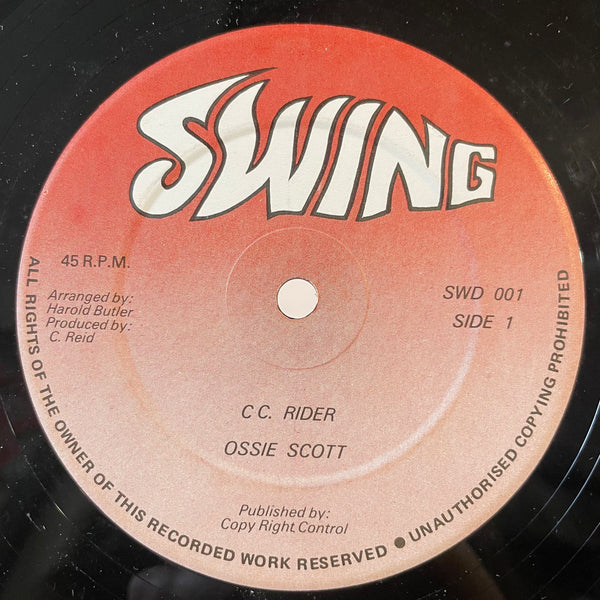 SWING
45 R.P.M.
SWD 001
SIDE 1
Arranged by:
Harold Butler
Produced by:
C. Reid
C C. RIDER
OSSIE SCOTT
Published by:
Copy Right Control
ALL RIGHTS OF THE OWNER OF THIS RECORDED WORK RESERVED ● UNAUTHORISED COPYING PROHIBITED